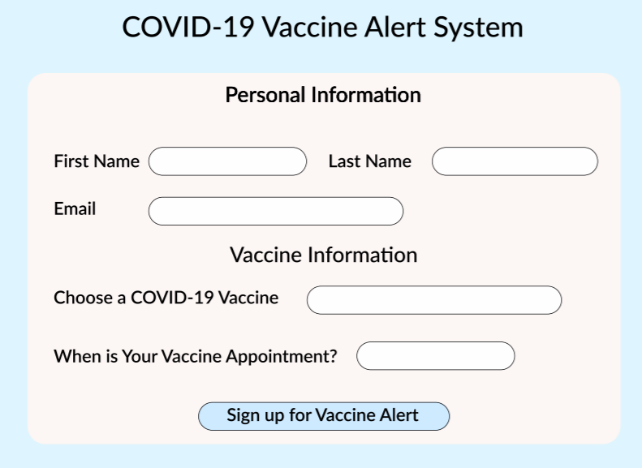 COVID-19 Vaccine Alert System
Personal Information
First Name Last Name
Email
Vaccine Information
Choose a COVID-19 Vaccine
When is Your Vaccine Appointment?
Sign up for Vaccine Alert